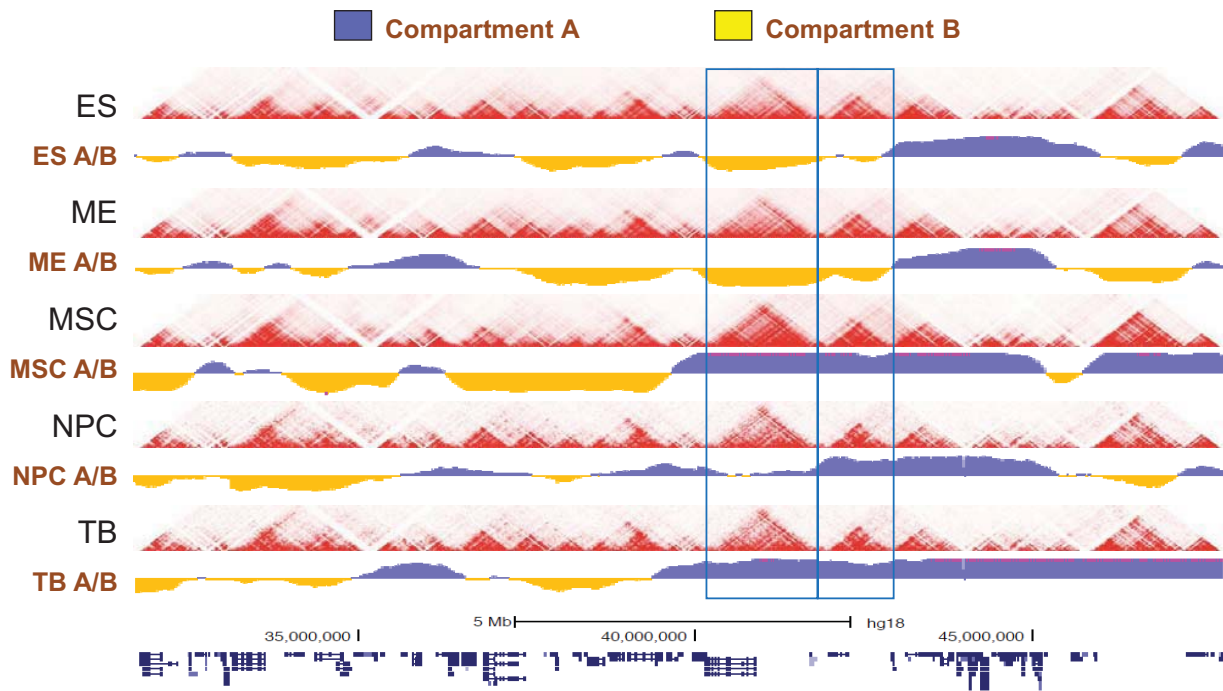 Compartment A Compartment B
ES
ES A/B
ME
ME A/B
MSC
MSC A/B
NPC
NPC A/B
TB
TB A/B
5 Mb hg18
35,000,000 40,000,000 45,000,000